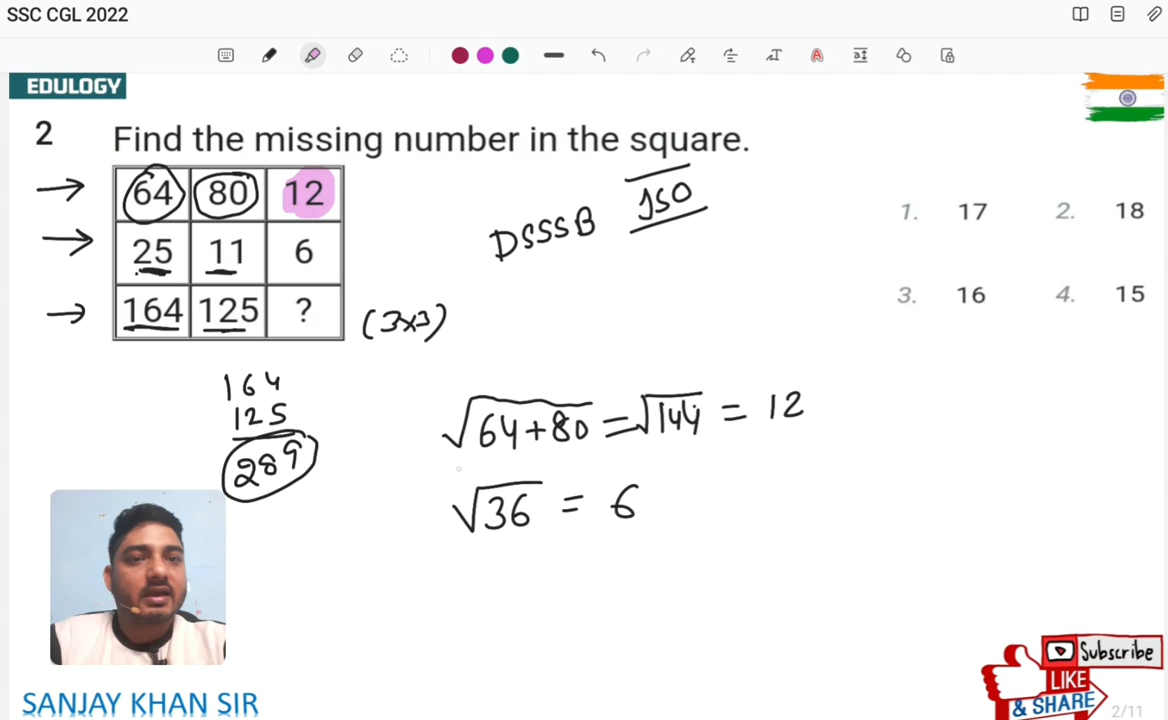 SSC CGL 2022
EDULOGY
2 Find the missing number in the square.
64 80 12
25 11 6
164 125 ?
(3×3)
DSSSB JSO
1. 17 2. 18
3. 16 4. 15
164
125
289
√64+80 = √144 = 12
√36 = 6
Subscribe
LIKE
& SHARE
SANJAY KHAN SIR
2/11